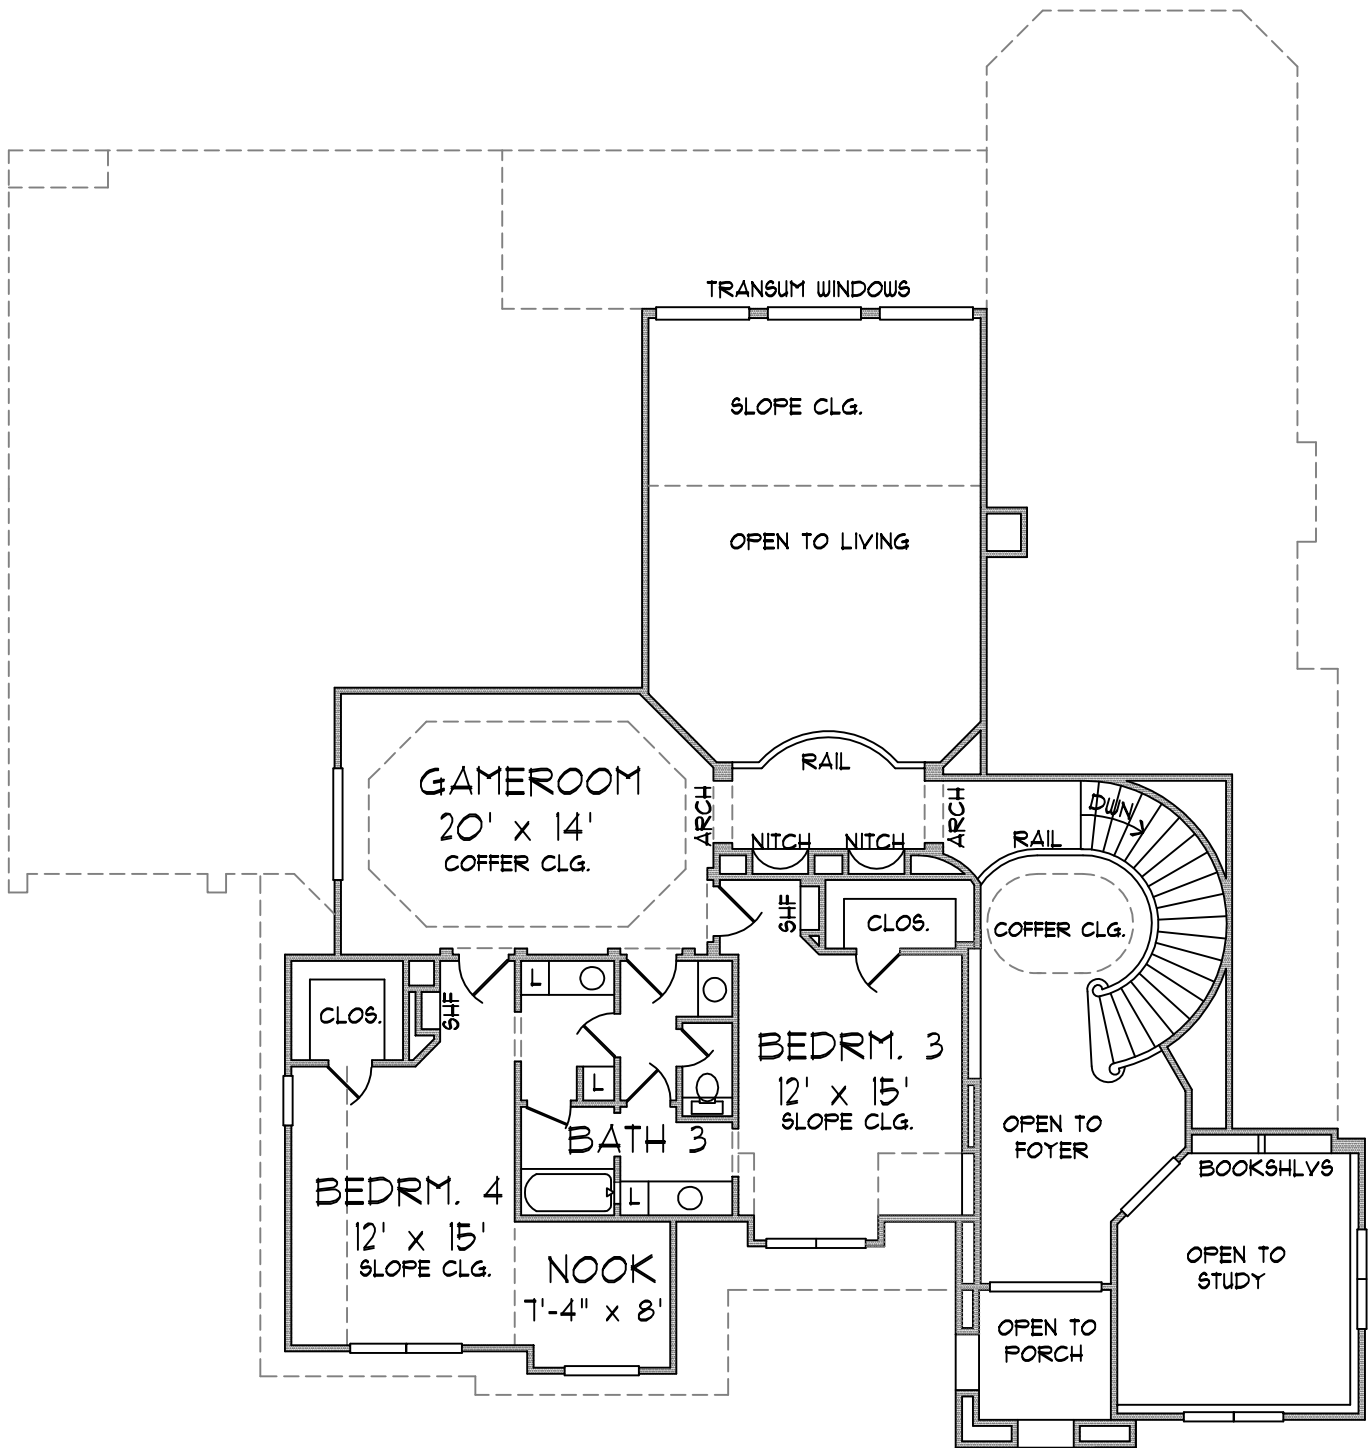 TRANSUM WINDOWS
SLOPE CLG.
OPEN TO LIVING
RAIL
GAMEROOM
20' x 14'
COFFER CLG.
ARCH
NITCH
NITCH
ARCH
DWN
RAIL
SHF
CLOS.
COFFER CLG.
L
CLOS.
SHF
BEDRM. 3
12' x 15'
SLOPE CLG.
L
BATH 3
OPEN TO
FOYER
BOOKSHLVS
BEDRM. 4
12' x 15'
SLOPE CLG.
L
NOOK
7'-4" x 8'
OPEN TO
STUDY
OPEN TO
PORCH